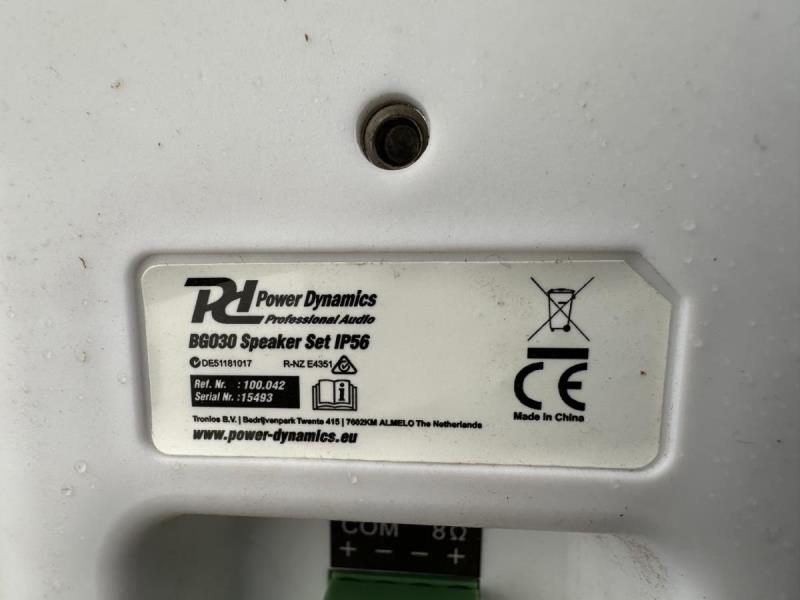 PD Power Dynamics
Professional Audio
BG030 Speaker Set IP56
DE51181017 R-NZ E4351
Ref. Nr. : 100.042
Serial Nr. : 15493
i
CE
Made in China
Tronios B.V. | Bedrijvenpark Twente 415 | 7602KM ALMELO The Netherlands
www.power-dynamics.eu
COM 8Ω
+ - - +